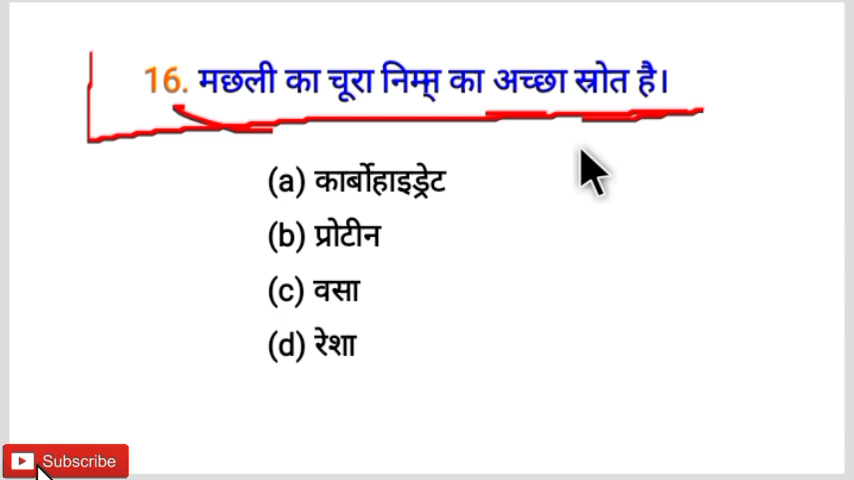 16. मछली का चूरा निम्म् का अच्छा स्रोत है।
(a) कार्बोहाइड्रेट
(b) प्रोटीन
(c) वसा
(d) रेशा
Subscribe